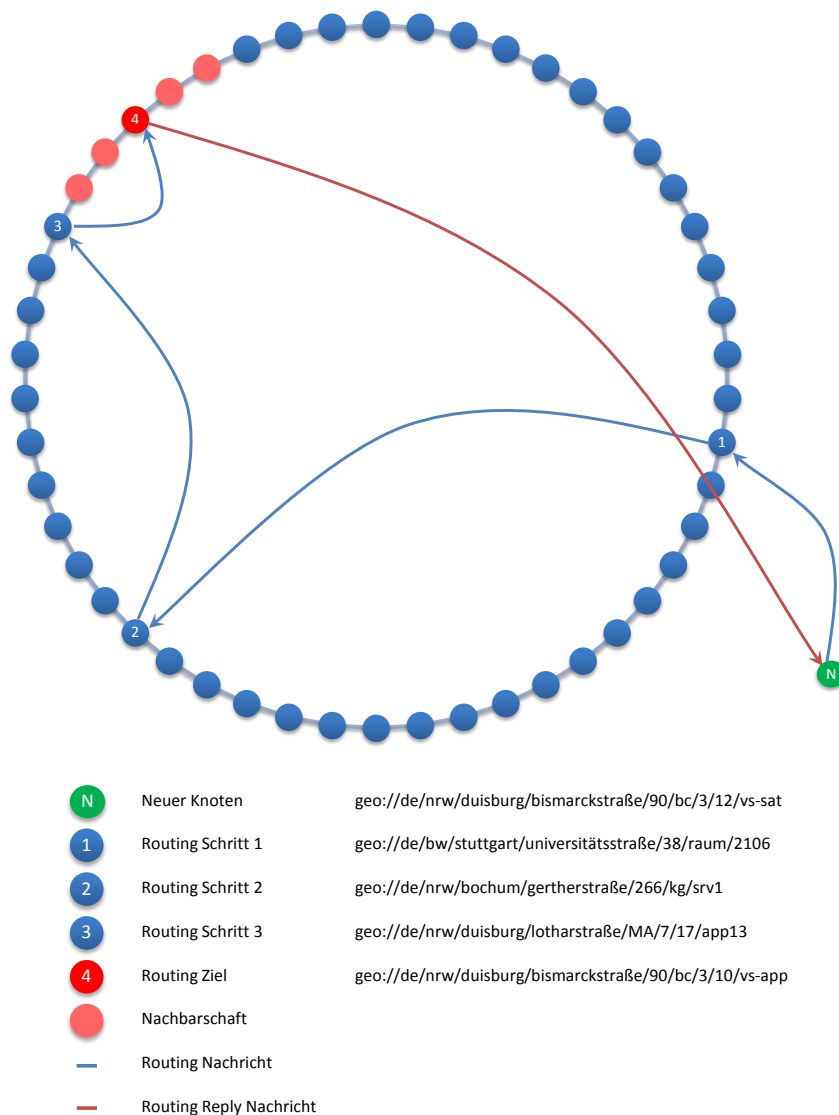 4
3
1
2
N
N Neuer Knoten geo://de/nrw/duisburg/bismarckstraße/90/bc/3/12/vs-sat
1 Routing Schritt 1 geo://de/bw/stuttgart/universitätsstraße/38/raum/2106
2 Routing Schritt 2 geo://de/nrw/bochum/gertherstraße/266/kg/srv1
3 Routing Schritt 3 geo://de/nrw/duisburg/lotharstraße/MA/7/17/app13
4 Routing Ziel geo://de/nrw/duisburg/bismarckstraße/90/bc/3/10/vs-app
Nachbarschaft
Routing Nachricht
Routing Reply Nachricht